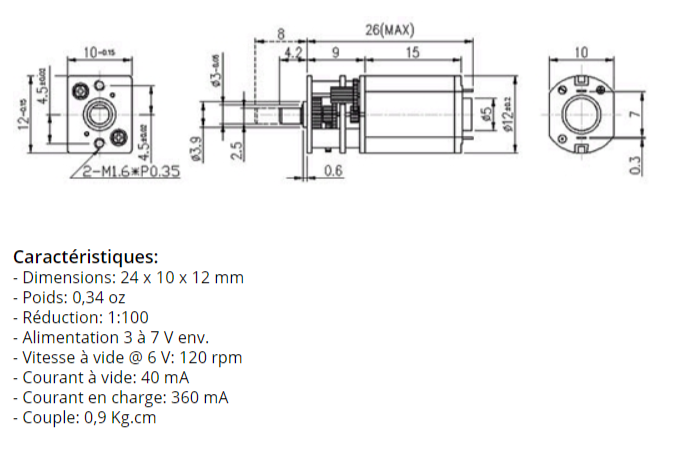 8
26(MAX)
10-0.15
4.2
9
15
10
ø3-0.05
4.5±0.02
12-0.15
4.5±0.02
ø3.9
2.5
ø5
ø12±0.2
7
2-M1.6*P0.35
0.6
0.3
Caractéristiques:
- Dimensions: 24 x 10 x 12 mm
- Poids: 0,34 oz
- Réduction: 1:100
- Alimentation 3 à 7 V env.
- Vitesse à vide @ 6 V: 120 rpm
- Courant à vide: 40 mA
- Courant en charge: 360 mA
- Couple: 0,9 Kg.cm